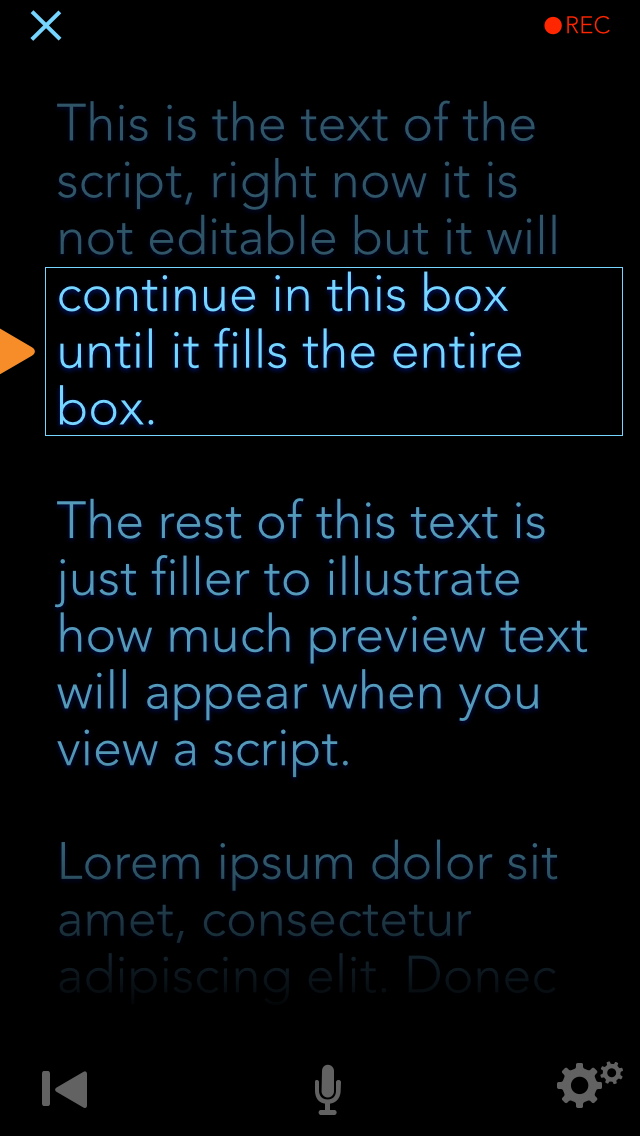 REC
This is the text of the
script, right now it is
not editable but it will
continue in this box
until it fills the entire
box.
The rest of this text is
just filler to illustrate
how much preview text
will appear when you
view a script.
Lorem ipsum dolor sit
amet, consectetur
adipiscing elit. Donec